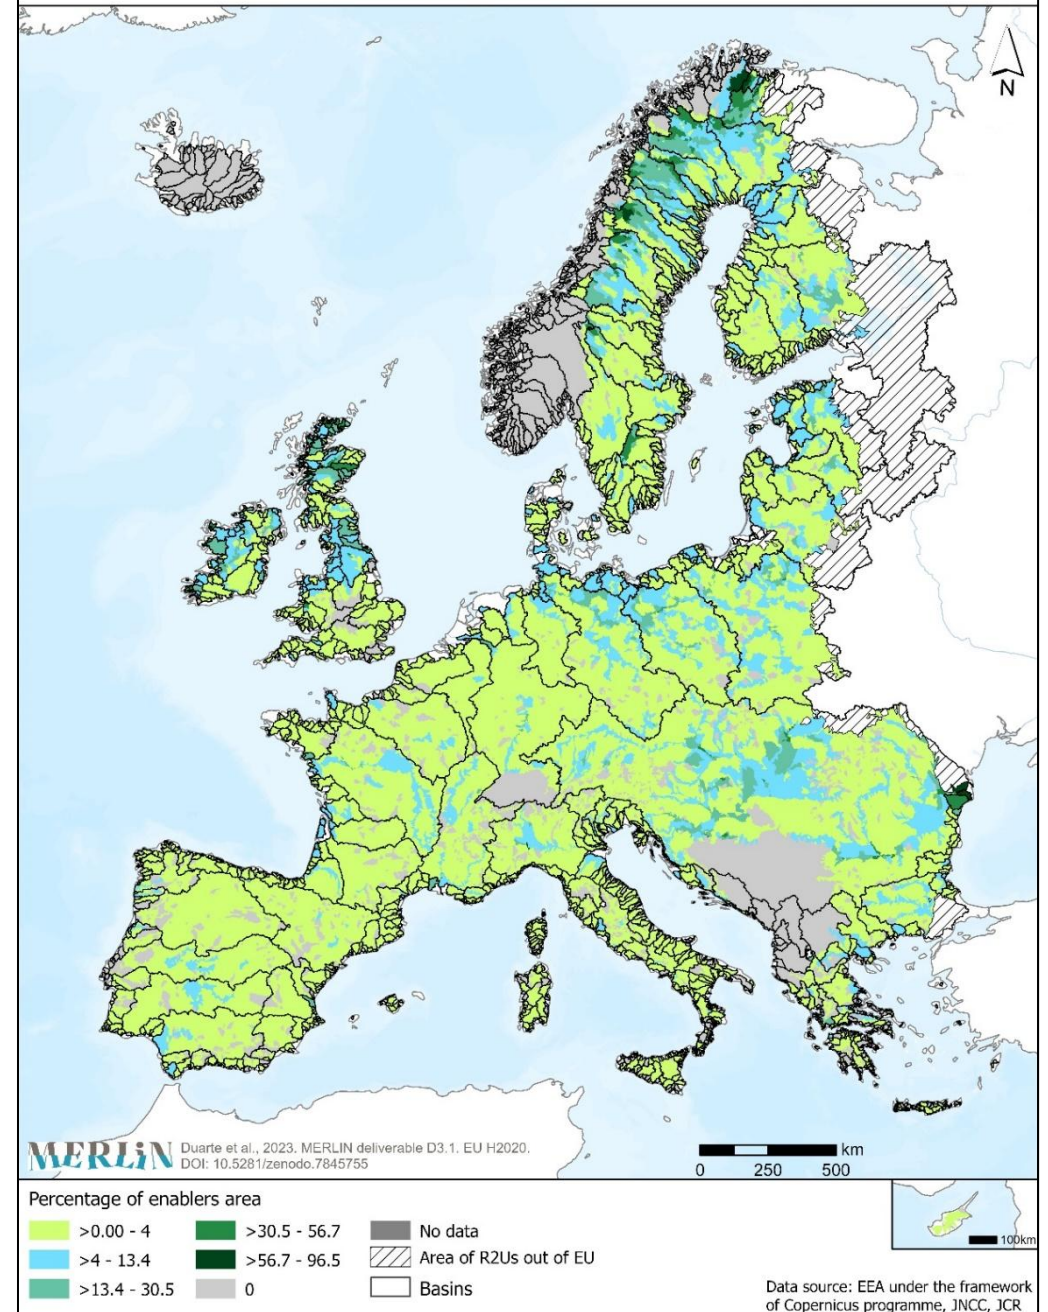 N
MERLiN
Duarte et al., 2023. MERLIN deliverable D3.1. EU H2020.
DOI: 10.5281/zenodo.7845755
km
0 250 500
Percentage of enablers area
>0.00 - 4
>4 - 13.4
>13.4 - 30.5
>30.5 - 56.7
>56.7 - 96.5
0
No data
Area of R2Us out of EU
Basins
100km
Data source: EEA under the framework
of Copernicus programme, JNCC, JCR